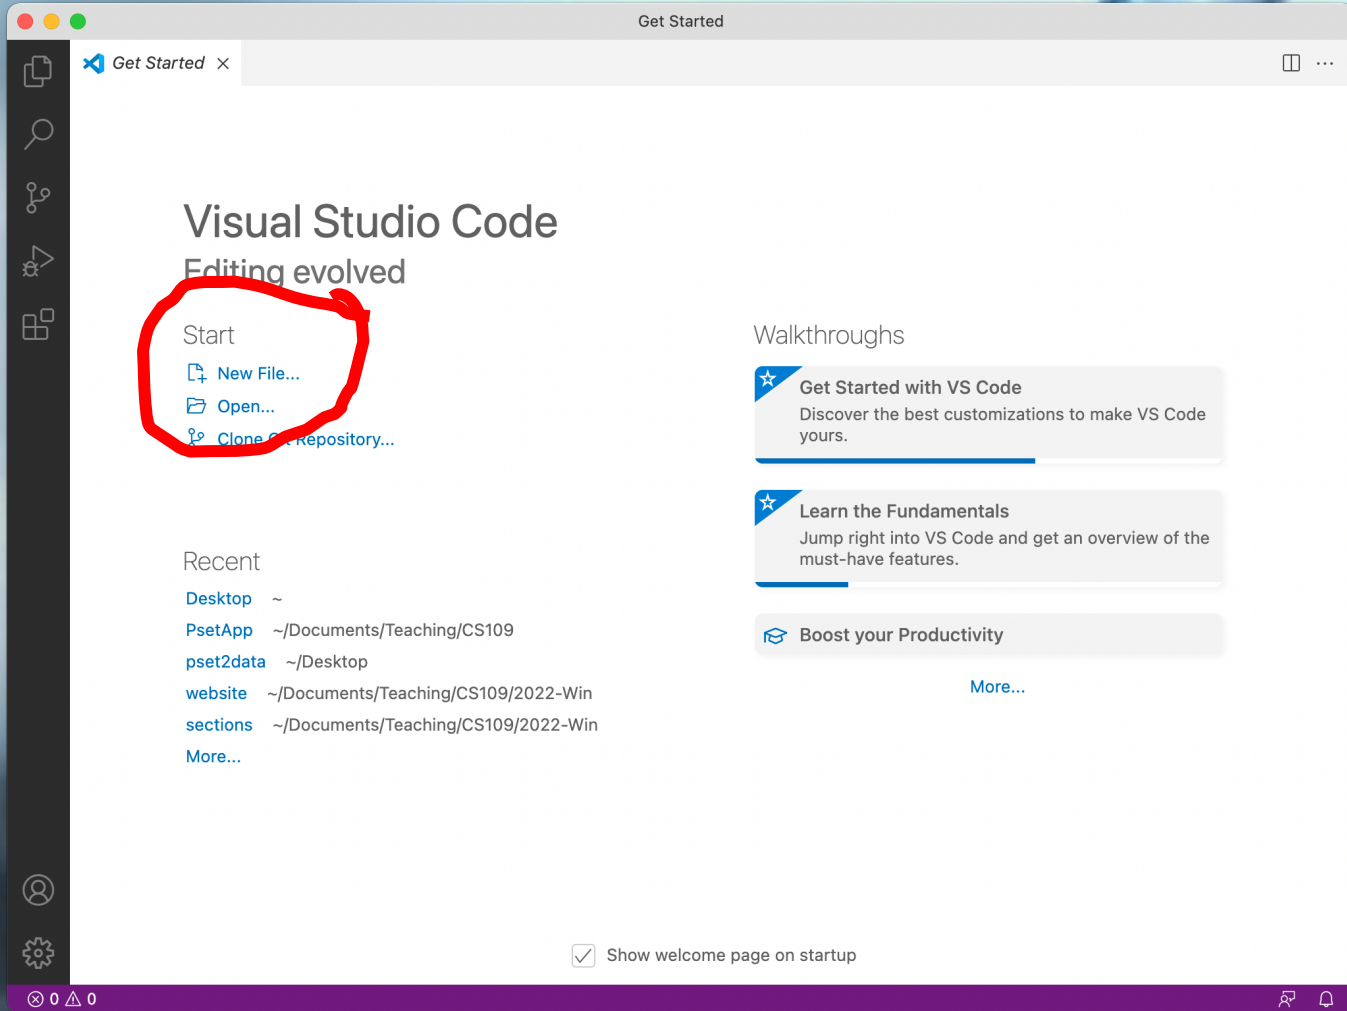 Get Started
Get Started
Visual Studio Code
Editing evolved
Start
New File...
Open...
Clone Git Repository...
Recent
Desktop ~
PsetApp ~/Documents/Teaching/CS109
pset2data ~/Desktop
website ~/Documents/Teaching/CS109/2022-Win
sections ~/Documents/Teaching/CS109/2022-Win
More...
Walkthroughs
Get Started with VS Code
Discover the best customizations to make VS Code
yours.
Learn the Fundamentals
Jump right into VS Code and get an overview of the
must-have features.
Boost your Productivity
More...
Show welcome page on startup
0 0